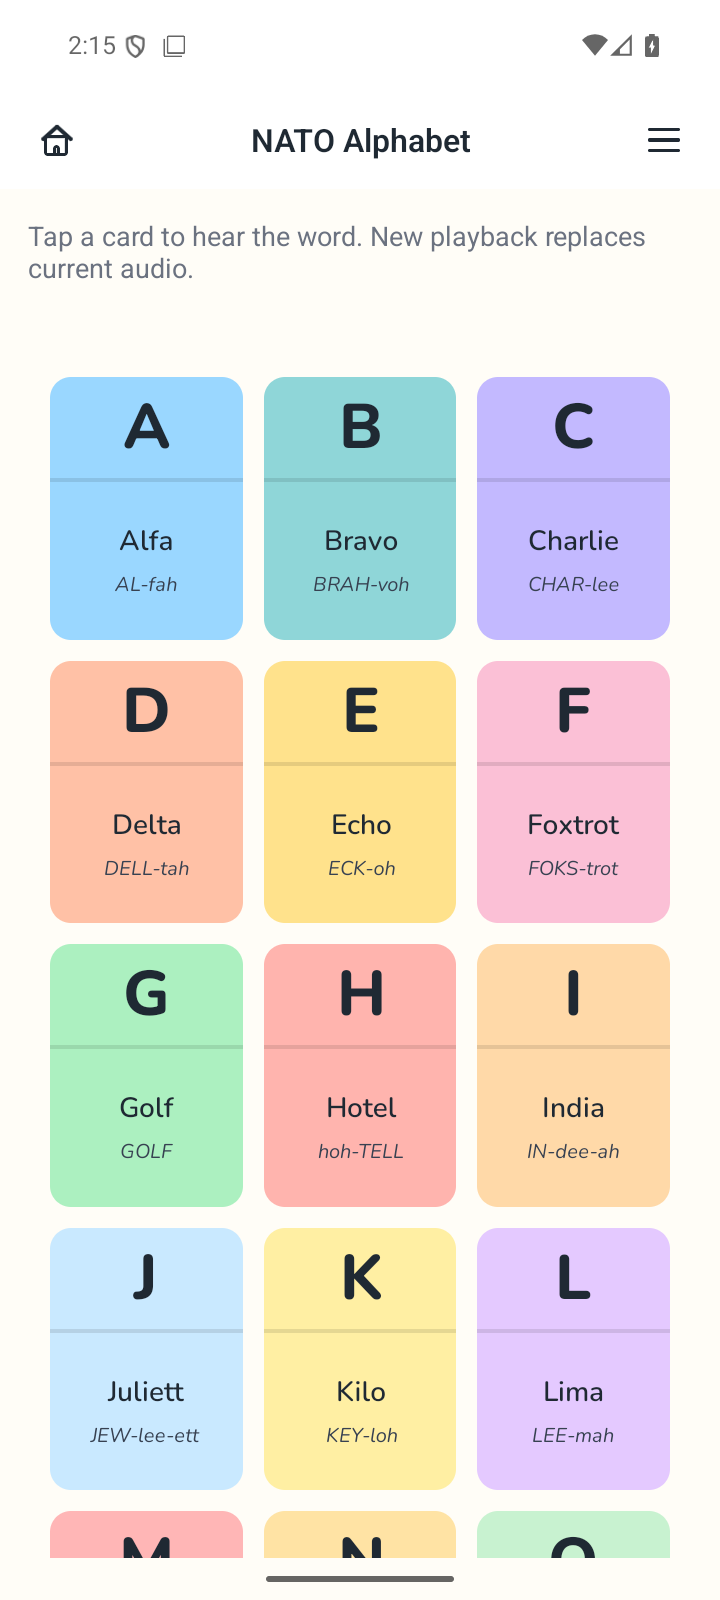 2:15
NATO Alphabet
Tap a card to hear the word. New playback replaces
current audio.
A
Alfa
AL-fah
B
Bravo
BRAH-voh
C
Charlie
CHAR-lee
D
Delta
DELL-tah
E
Echo
ECK-oh
F
Foxtrot
FOKS-trot
G
Golf
GOLF
H
Hotel
hoh-TELL
I
India
IN-dee-ah
J
Juliett
JEW-lee-ett
K
Kilo
KEY-loh
L
Lima
LEE-mah
M
N
O